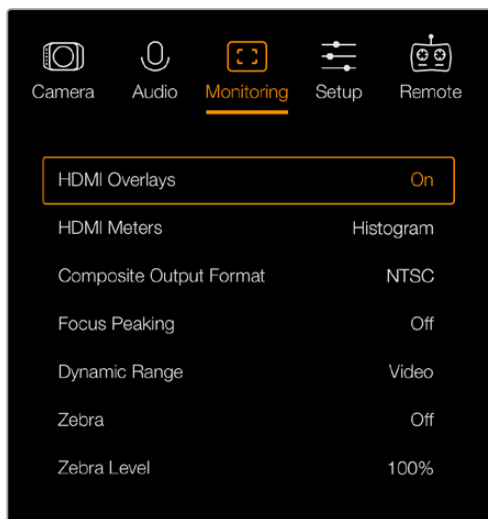 Camera Audio Monitoring Setup Remote
HDMI Overlays On
HDMI Meters Histogram
Composite Output Format NTSC
Focus Peaking Off
Dynamic Range Video
Zebra Off
Zebra Level 100%